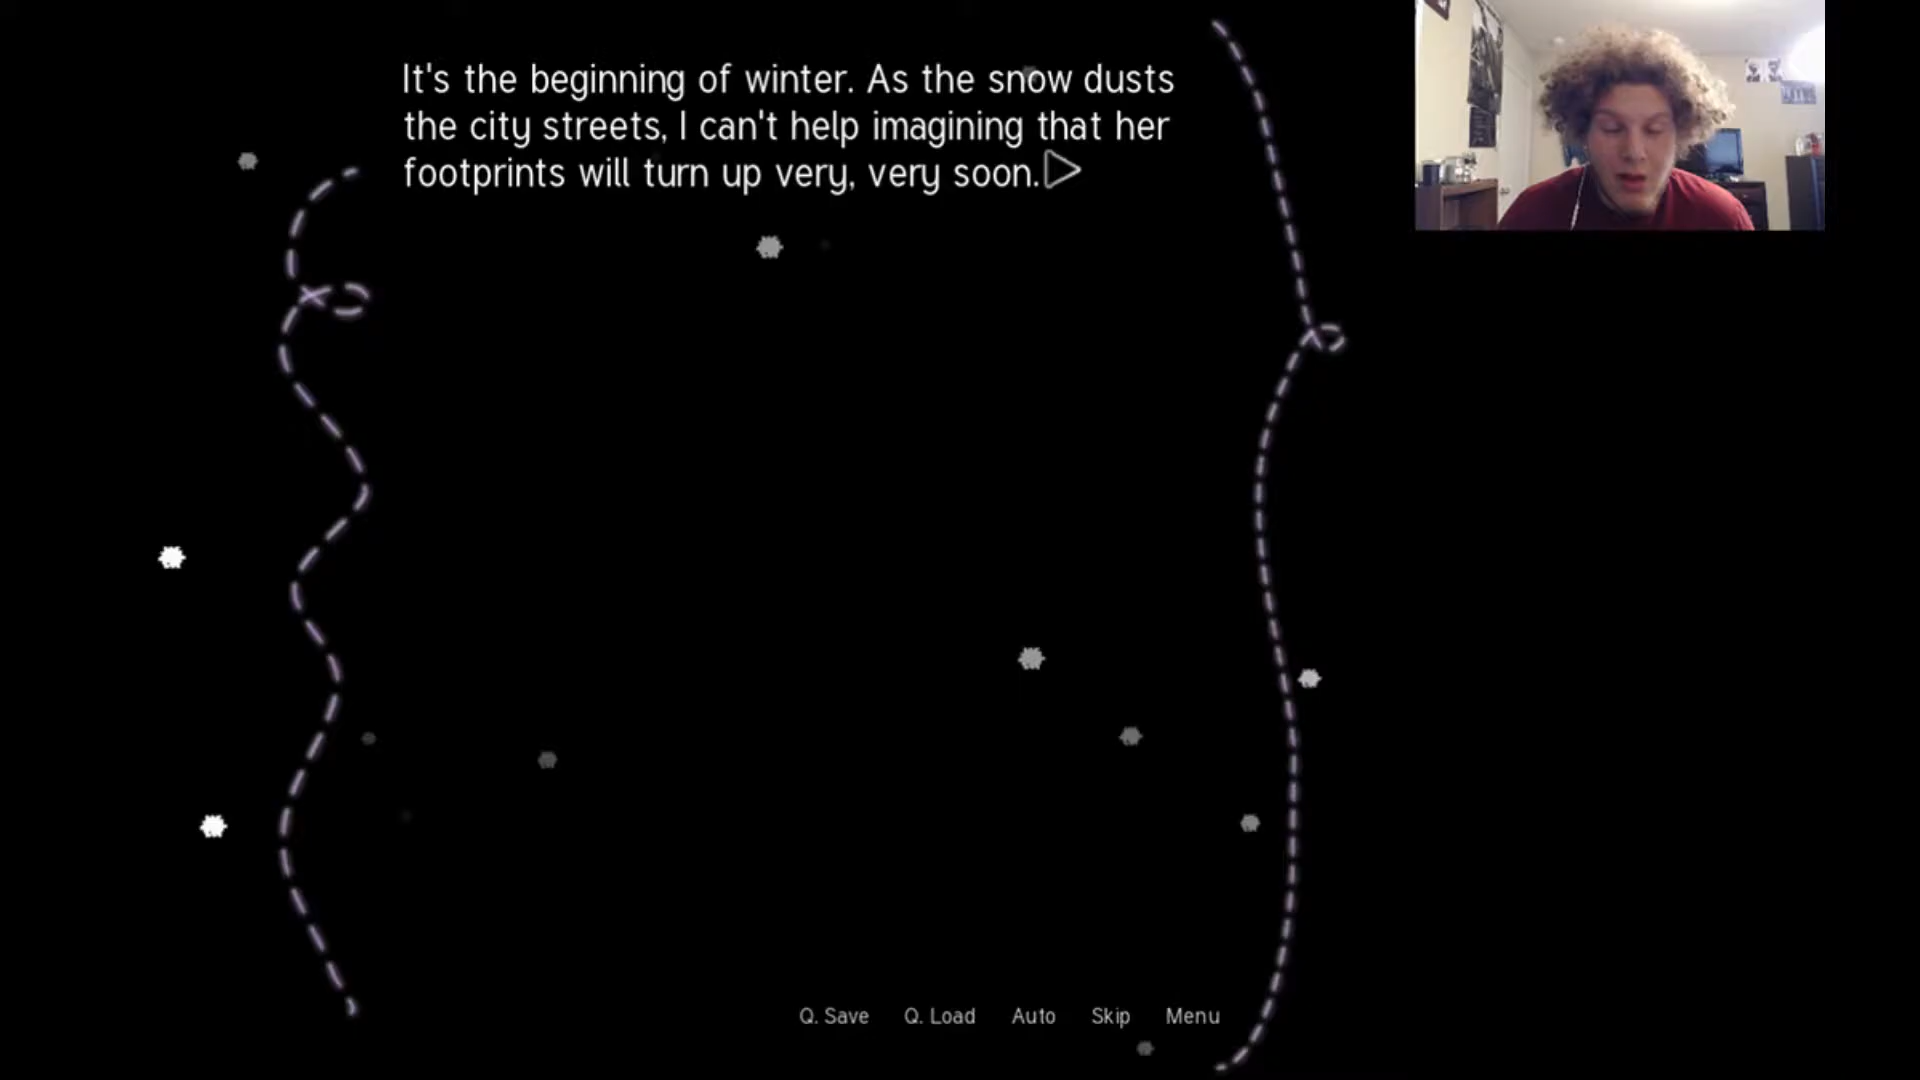 It's the beginning of winter. As the snow dusts
the city streets, I can't help imagining that her
footprints will turn up very, very soon.
Q. Save Q. Load Auto Skip Menu